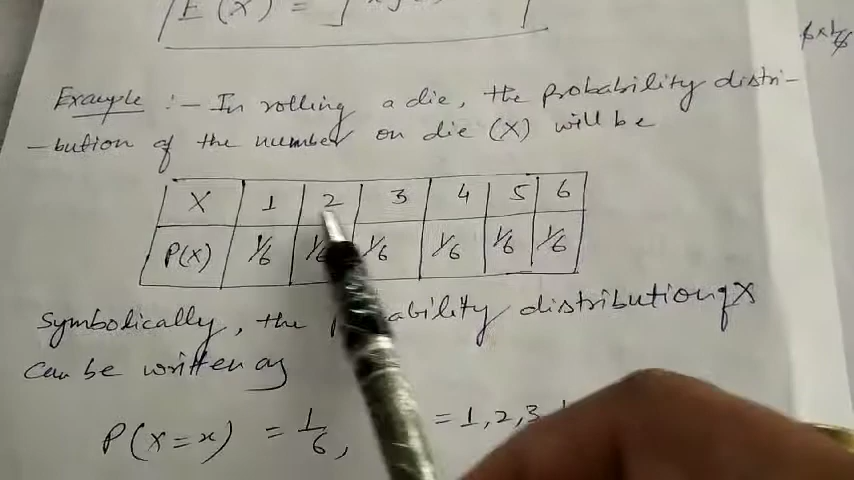 E(X) =
Example :- In rolling a die, the probability distri-
-bution of the number on die (X) will be
X 1 2 3 4 5 6
P(X) 1/6 1/6 1/6 1/6 1/6 1/6
Symbolically, the probability distribution of X
can be written as
P(X=x) = 1/6, = 1,2,3